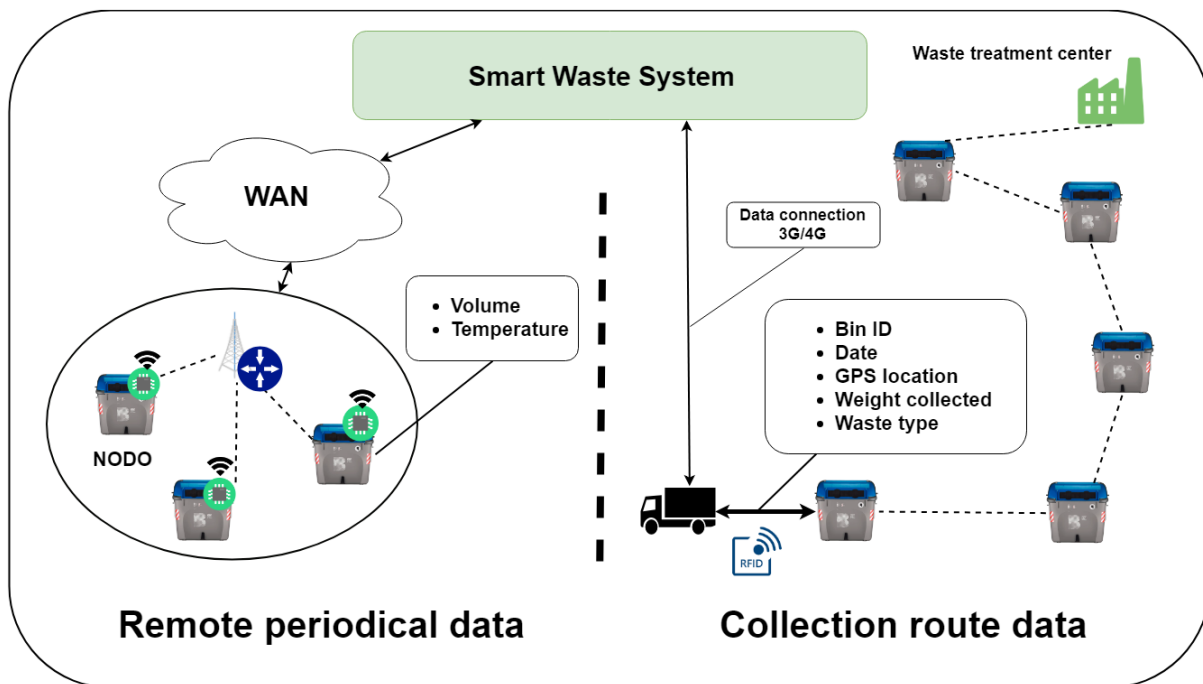 Smart Waste System
Waste treatment center
WAN
Data connection
3G/4G
Volume
Temperature
Bin ID
Date
GPS location
Weight collected
Waste type
NODO
RFID
Remote periodical data
Collection route data